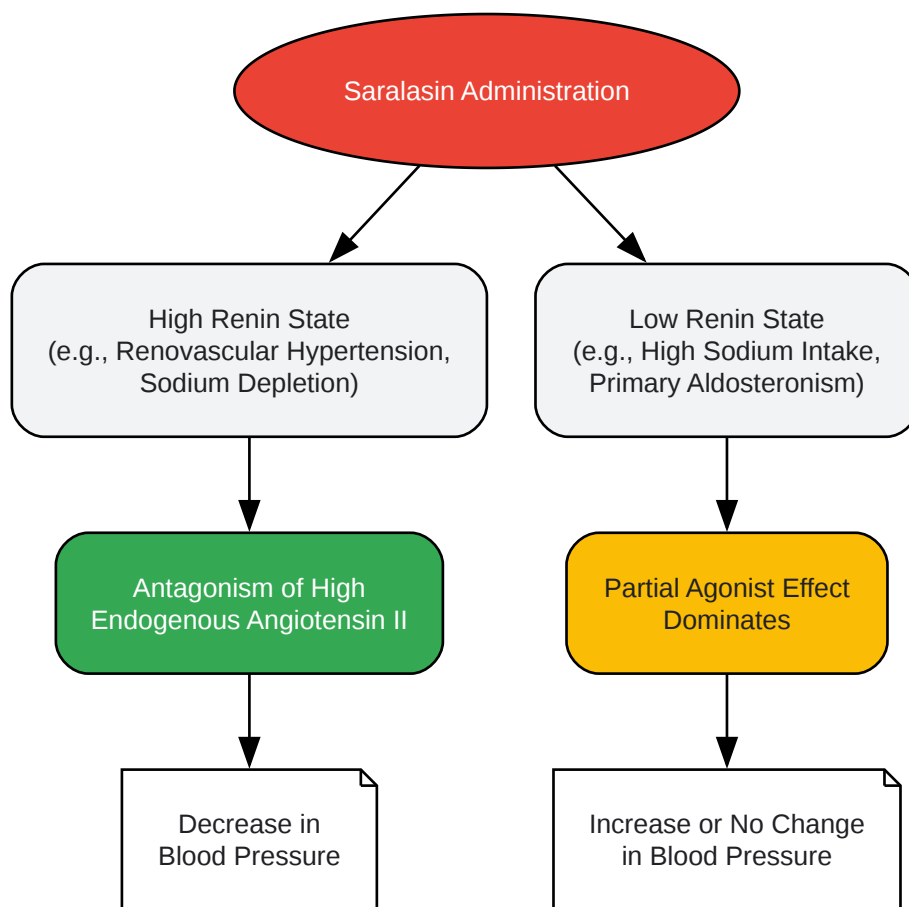 Saralasin Administration
High Renin State
(e.g., Renovascular Hypertension,
Sodium Depletion)
Low Renin State
(e.g., High Sodium Intake,
Primary Aldosteronism)
Antagonism of High
Endogenous Angiotensin II
Partial Agonist Effect
Dominates
Decrease in
Blood Pressure
Increase or No Change
in Blood Pressure